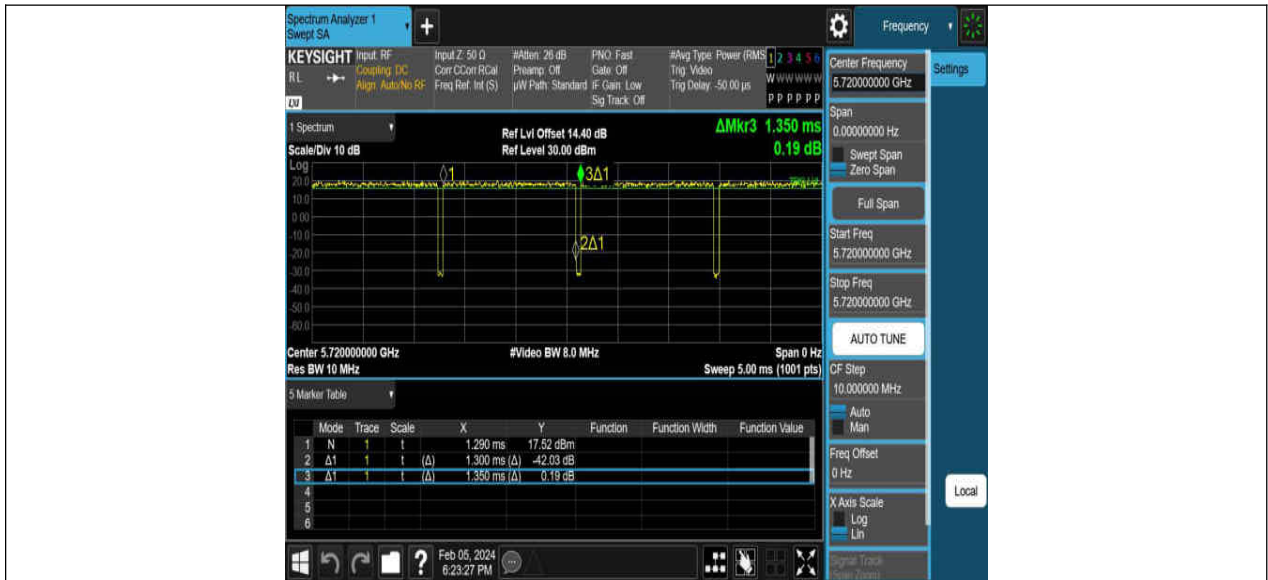 Spectrum Analyzer 1
Swept SA
+
Frequency
KEYSIGHT
RL
Input: RF
Coupling: DC
Align: Auto/No RF
Input Z: 50 Ω
Corr CCorr RCal
Freq Ref: Int (S)
#Atten: 26 dB
Preamp: Off
µW Path: Standard
PNO: Fast
Gate: Off
IF Gain: Low
Sig Track: Off
#Avg Type: Power (RMS
Trig: Video
Trig Delay: -50.00 µs
1 2 3 4 5 6
W W W W W W
P P P P P P
1 Spectrum
Scale/Div 10 dB
Ref Lvl Offset 14.40 dB
Ref Level 30.00 dBm
ΔMkr3 1.350 ms
0.19 dB
Log
1
3Δ1
2Δ1
20.0
10.0
0.00
-10.0
-20.0
-30.0
-40.0
-50.0
-60.0
Center 5.720000000 GHz
Res BW 10 MHz
#Video BW 8.0 MHz
Span 0 Hz
Sweep 5.00 ms (1001 pts)
5 Marker Table
Mode Trace Scale X Y Function Function Width Function Value
1 N 1 t 1.290 ms 17.52 dBm
2 Δ1 1 t (Δ) 1.300 ms (Δ) -42.03 dB
3 Δ1 1 t (Δ) 1.350 ms (Δ) 0.19 dB
4
5
6
?
Feb 05, 2024
6:23:27 PM
Center Frequency
5.720000000 GHz
Settings
Span
0.00000000 Hz
Swept Span
Zero Span
Full Span
Start Freq
5.720000000 GHz
Stop Freq
5.720000000 GHz
AUTO TUNE
CF Step
10.000000 MHz
Auto
Man
Freq Offset
0 Hz
X Axis Scale
Log
Lin
Signal Track
(Span Zoom)
Local